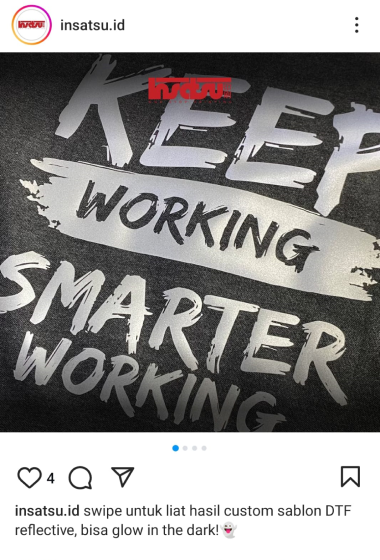 insatsu.id
insatsu
KEEP
WORKING
SMARTER
WORKING
4
insatsu.id swipe untuk liat hasil custom sablon DTF
reflective, bisa glow in the dark!👻